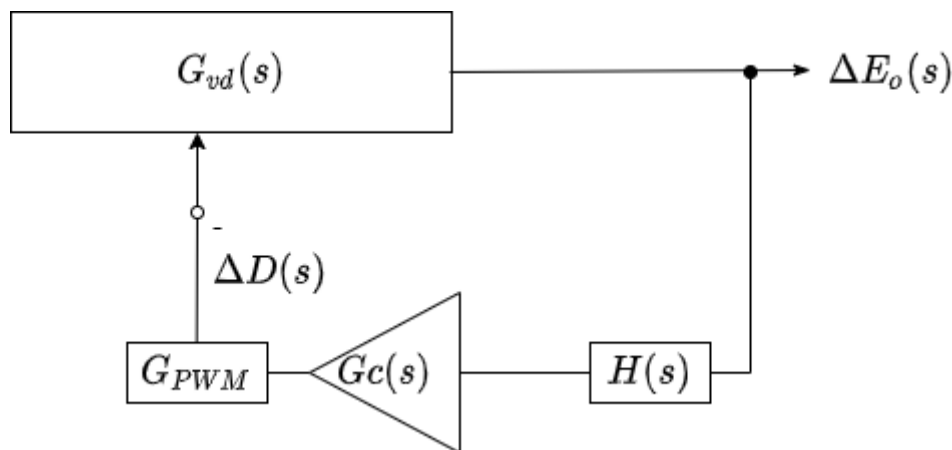 G_{vd}(s)
ΔE_o(s)
-
ΔD(s)
G_{PWM}
Gc(s)
H(s)